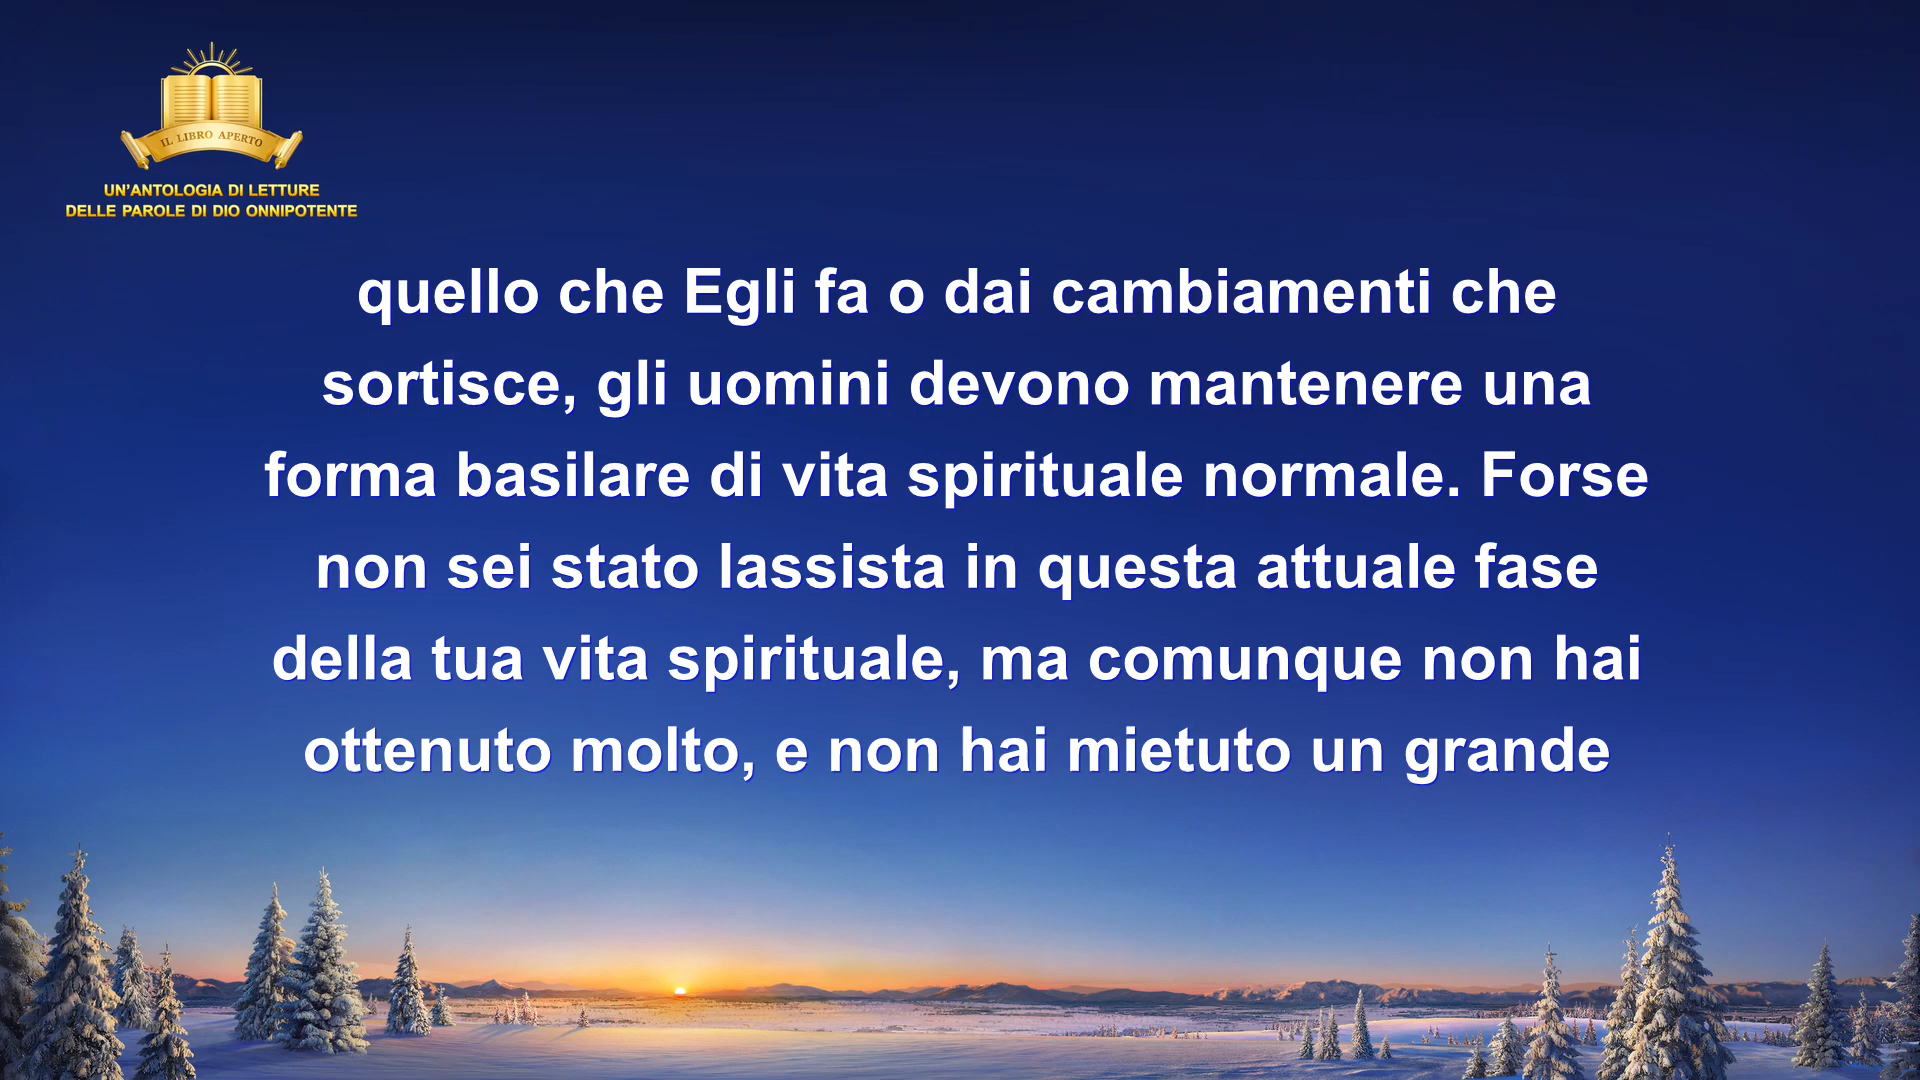 IL LIBRO APERTO
UN’ANTOLOGIA DI LETTURE
DELLE PAROLE DI DIO ONNIPOTENTE
quello che Egli fa o dai cambiamenti che
sortisce, gli uomini devono mantenere una
forma basilare di vita spirituale normale. Forse
non sei stato lassista in questa attuale fase
della tua vita spirituale, ma comunque non hai
ottenuto molto, e non hai mietuto un grande